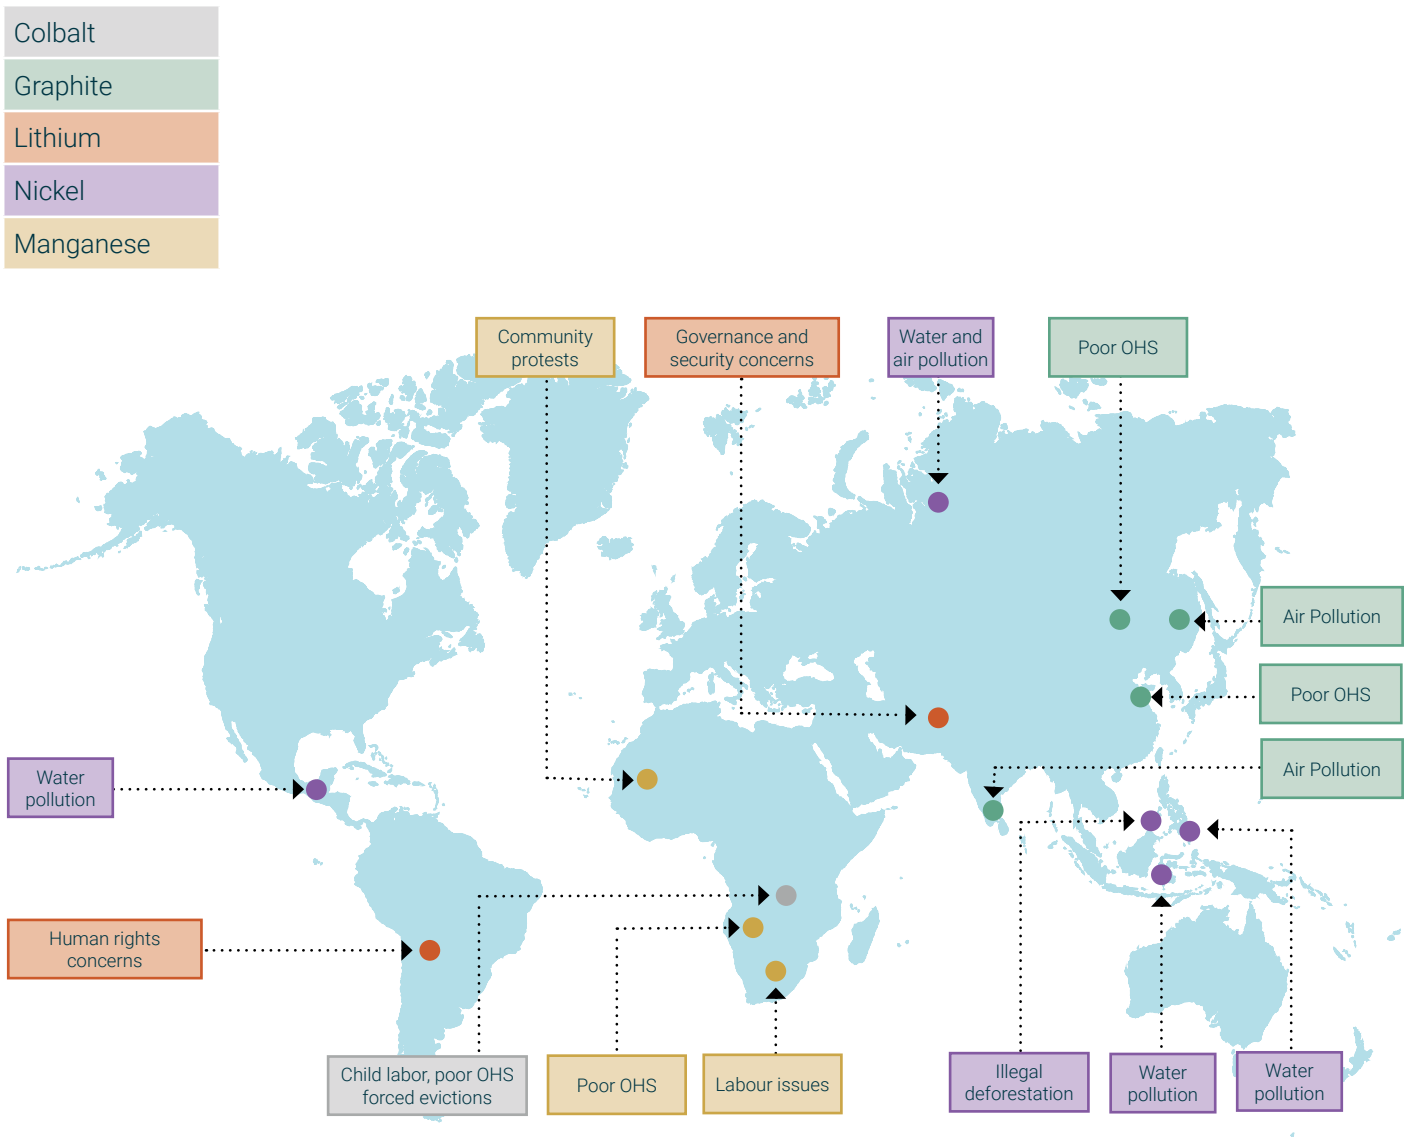 Colbalt
Graphite
Lithium
Nickel
Manganese
Community
protests
Governance and
security concerns
Water and
air pollution
Poor OHS
Air Pollution
Poor OHS
Air Pollution
Water
pollution
Human rights
concerns
Child labor, poor OHS
forced evictions
Poor OHS
Labour issues
Illegal
deforestation
Water
pollution
Water
pollution